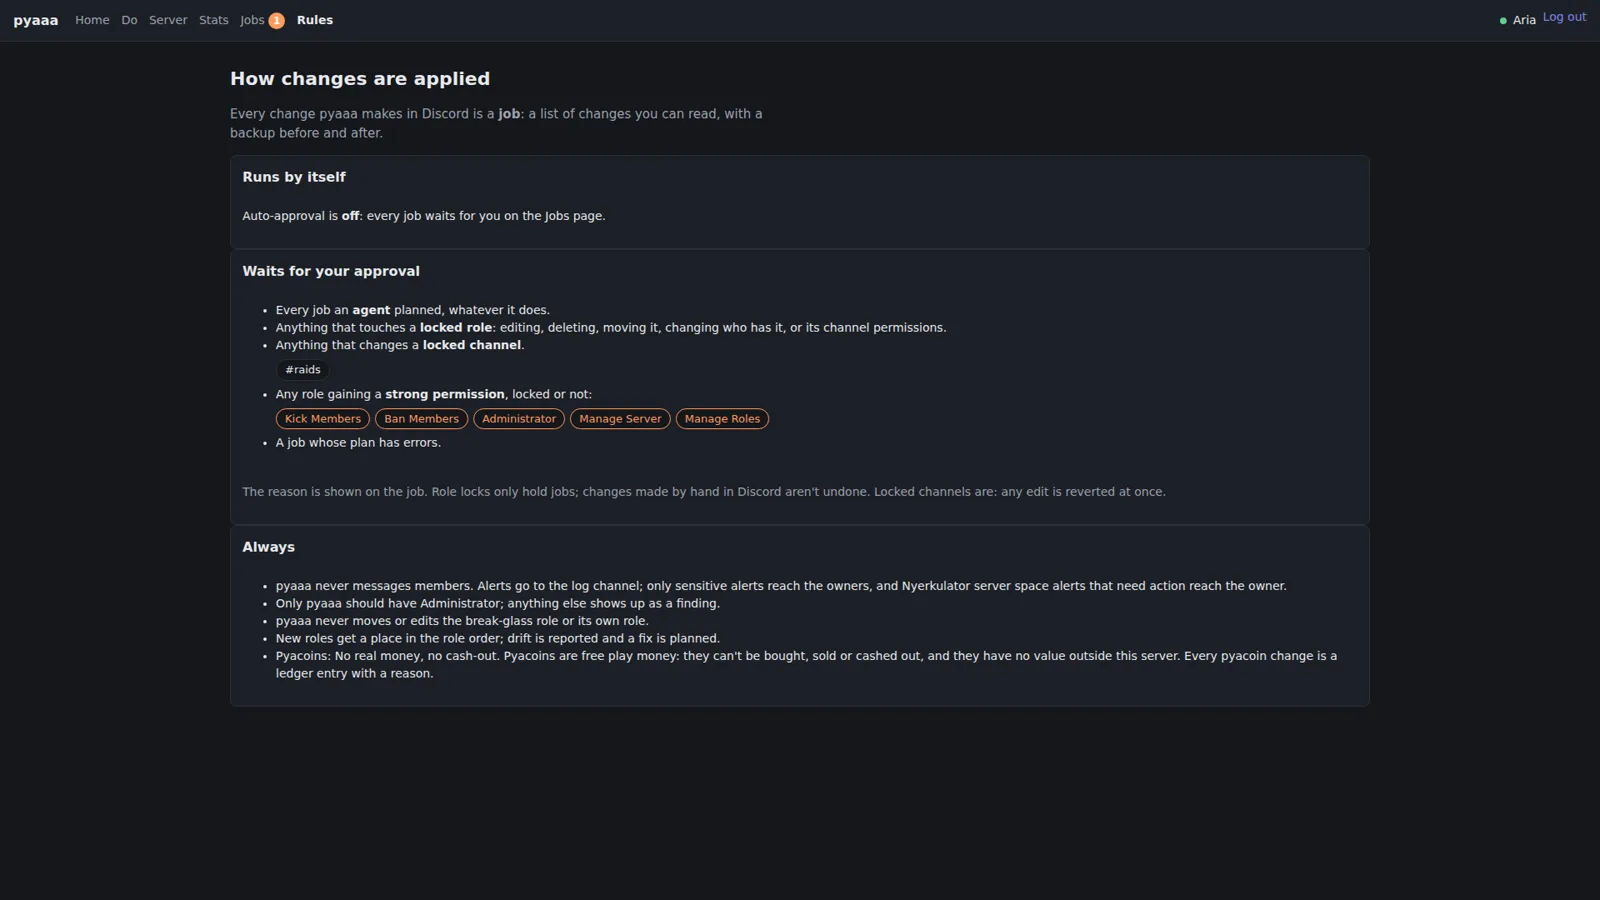 pyaaa Home Do Server Stats Jobs 1 Rules Aria Log out
How changes are applied
Every change pyaaa makes in Discord is a job: a list of changes you can read, with a
backup before and after.
Runs by itself
Auto-approval is off: every job waits for you on the Jobs page.
Waits for your approval
• Every job an agent planned, whatever it does.
• Anything that touches a locked role: editing, deleting, moving it, changing who has it, or its channel permissions.
• Anything that changes a locked channel.
#raids
• Any role gaining a strong permission, locked or not:
Kick Members Ban Members Administrator Manage Server Manage Roles
• A job whose plan has errors.
The reason is shown on the job. Role locks only hold jobs; changes made by hand in Discord aren't undone. Locked channels are: any edit is reverted at once.
Always
• pyaaa never messages members. Alerts go to the log channel; only sensitive alerts reach the owners, and Nyerkulator server space alerts that need action reach the owner.
• Only pyaaa should have Administrator; anything else shows up as a finding.
• pyaaa never moves or edits the break-glass role or its own role.
• New roles get a place in the role order; drift is reported and a fix is planned.
• Pyacoins: No real money, no cash-out. Pyacoins are free play money: they can't be bought, sold or cashed out, and they have no value outside this server. Every pyacoin change is a
ledger entry with a reason.